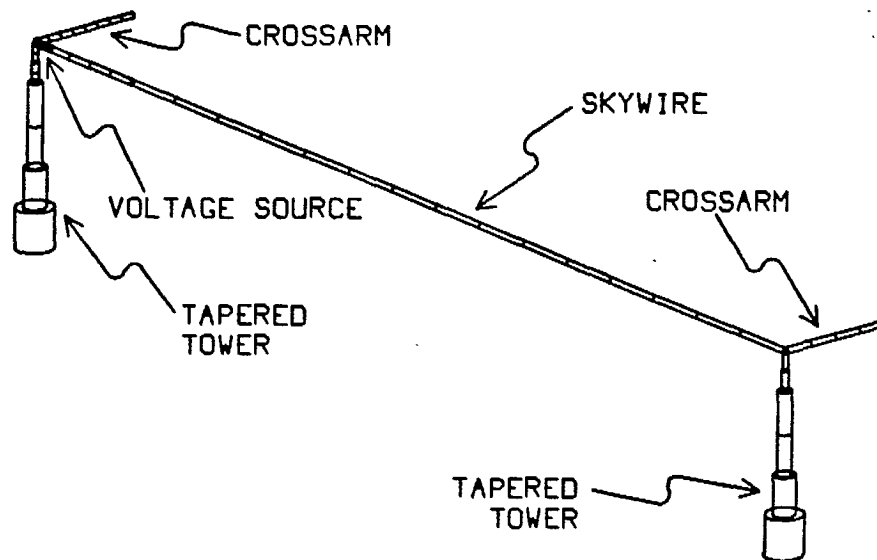 CROSSARM
SKYWIRE
VOLTAGE SOURCE
CROSSARM
TAPERED
TOWER
TAPERED
TOWER